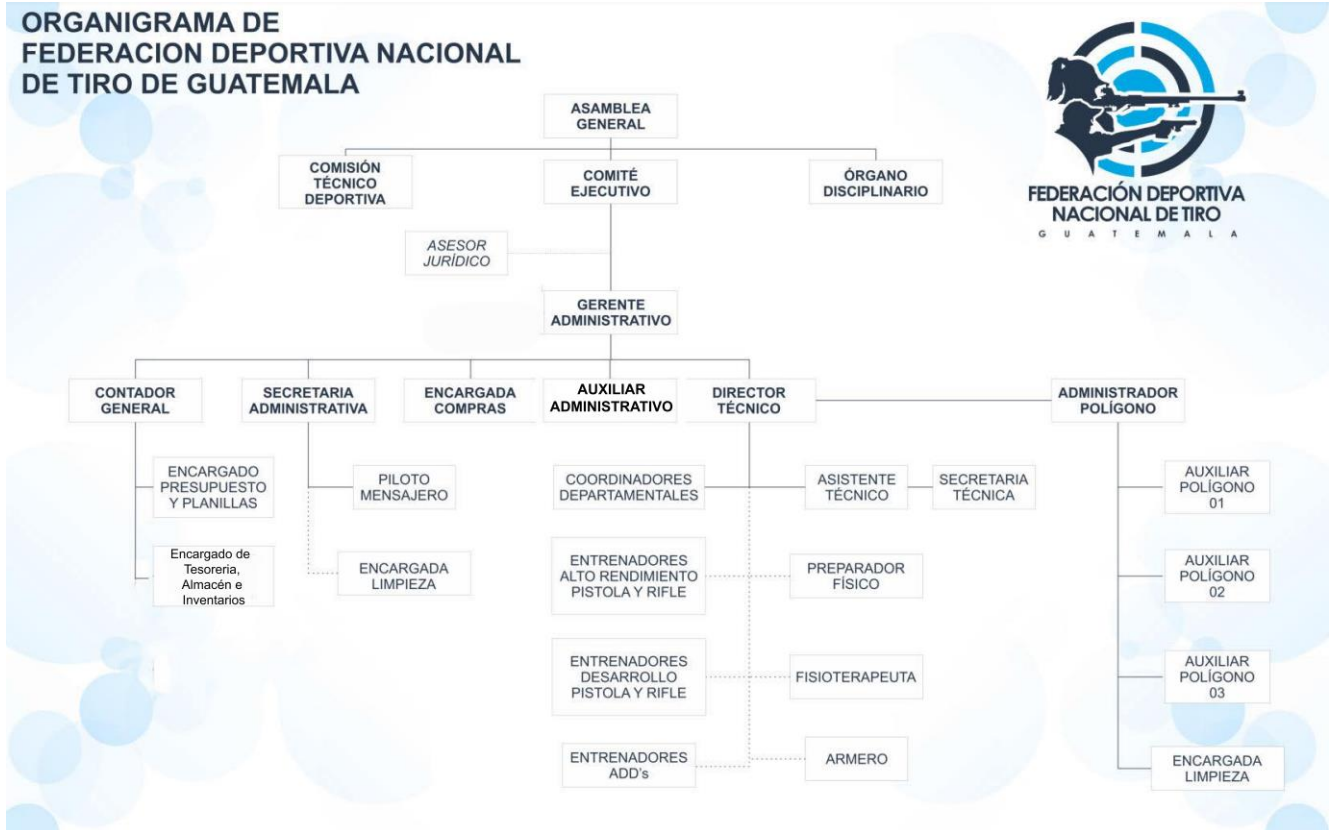 ORGANIGRAMA DE
FEDERACION DEPORTIVA NACIONAL
DE TIRO DE GUATEMALA
FEDERACIÓN DEPORTIVA
NACIONAL DE TIRO
GUATEMALA
ASAMBLEA
GENERAL
COMISIÓN
TÉCNICO
DEPORTIVA
COMITÉ
EJECUTIVO
ÓRGANO
DISCIPLINARIO
ASESOR
JURÍDICO
GERENTE
ADMINISTRATIVO
CONTADOR
GENERAL
SECRETARIA
ADMINISTRATIVA
ENCARGADA
COMPRAS
AUXILIAR
ADMINISTRATIVO
DIRECTOR
TÉCNICO
ADMINISTRADOR
POLÍGONO
ENCARGADO
PRESUPUESTO
Y PLANILLAS
PILOTO
MENSAJERO
COORDINADORES
DEPARTAMENTALES
ASISTENTE
TÉCNICO
SECRETARIA
TÉCNICA
AUXILIAR
POLÍGONO
01
Encargado de
Tesoreria,
Almacén e
Inventarios
ENCARGADA
LIMPIEZA
ENTRENADORES
ALTO RENDIMIENTO
PISTOLA Y RIFLE
PREPARADOR
FÍSICO
AUXILIAR
POLÍGONO
02
ENTRENADORES
DESARROLLO
PISTOLA Y RIFLE
FISIOTERAPEUTA
AUXILIAR
POLÍGONO
03
ENTRENADORES
ADD's
ARMERO
ENCARGADA
LIMPIEZA